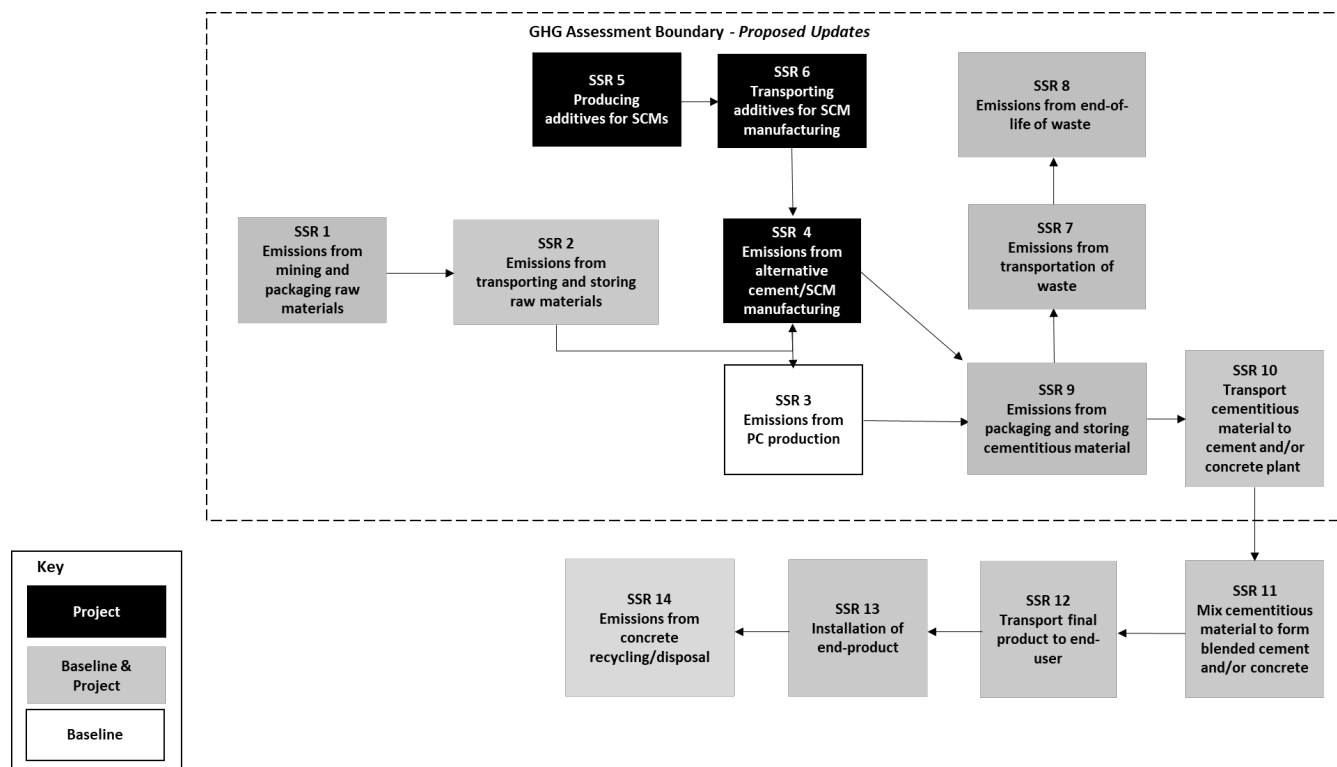 GHG Assessment Boundary - Proposed Updates
SSR 5
Producing
additives for SCMs
SSR 6
Transporting
additives for SCM
manufacturing
SSR 8
Emissions from end-of-
life of waste
SSR 1
Emissions from
mining and
packaging raw
materials
SSR 2
Emissions from
transporting and storing
raw materials
SSR 4
Emissions from
alternative
cement/SCM
manufacturing
SSR 7
Emissions from
transportation of
waste
SSR 3
Emissions from
PC production
SSR 9
Emissions from
packaging and storing
cementitious material
SSR 10
Transport
cementitious
material to
cement and/or
concrete plant
Key
Project
Baseline &
Project
Baseline
SSR 14
Emissions from
concrete
recycling/disposal
SSR 13
Installation of
end-product
SSR 12
Transport final
product to end-
user
SSR 11
Mix cementitious
material to form
blended cement
and/or concrete